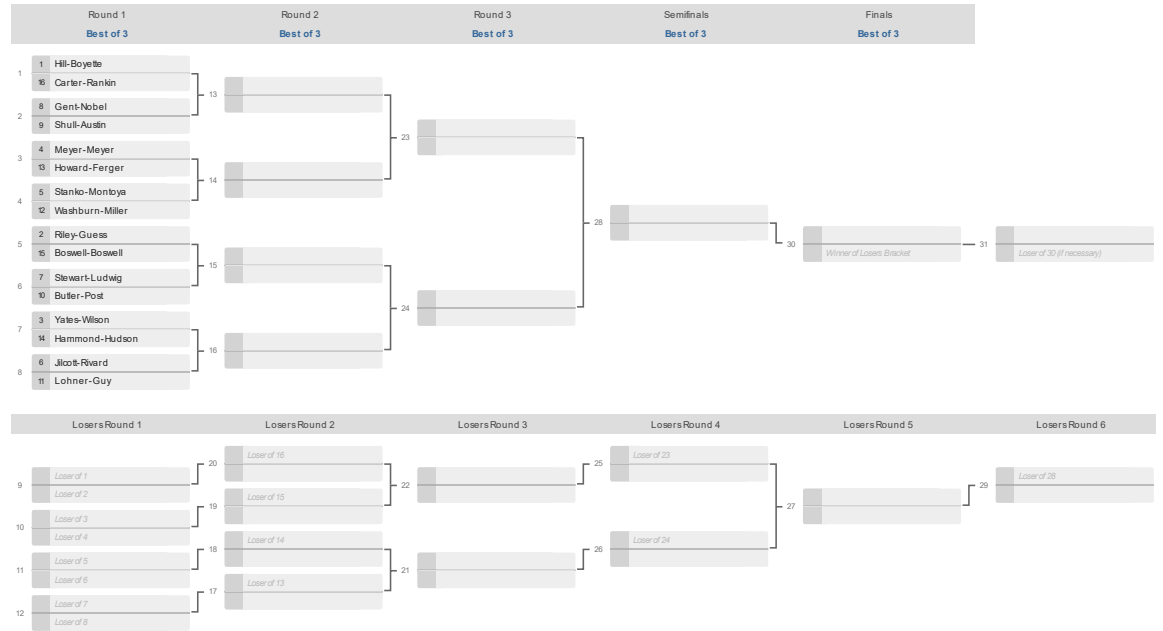 Round 1 Round 2 Round 3 Semifinals Finals
Best of 3 Best of 3 Best of 3 Best of 3 Best of 3
1
1 Hill-Boyette
16 Carter-Rankin
2
8 Gent-Nobel
9 Shull-Austin
3
4 Meyer-Meyer
13 Howard-Ferger
4
5 Stanko-Montoya
12 Washburn-Miller
5
2 Riley-Guess
15 Boswell-Boswell
6
7 Stewart-Ludwig
10 Butler-Post
7
3 Yates-Wilson
14 Hammond-Hudson
8
6 Jilcott-Rivard
11 Lohner-Guy
13
14
15
16
23
24
28
30
Winner of Losers Bracket
31
Loser of 30 (if necessary)
Losers Round 1 Losers Round 2 Losers Round 3 Losers Round 4 Losers Round 5 Losers Round 6
9
Loser of 1
Loser of 2
10
Loser of 3
Loser of 4
11
Loser of 5
Loser of 6
12
Loser of 7
Loser of 8
20
Loser of 16
19
Loser of 15
18
Loser of 14
17
Loser of 13
22
21
25
Loser of 23
26
Loser of 24
27
29
Loser of 28